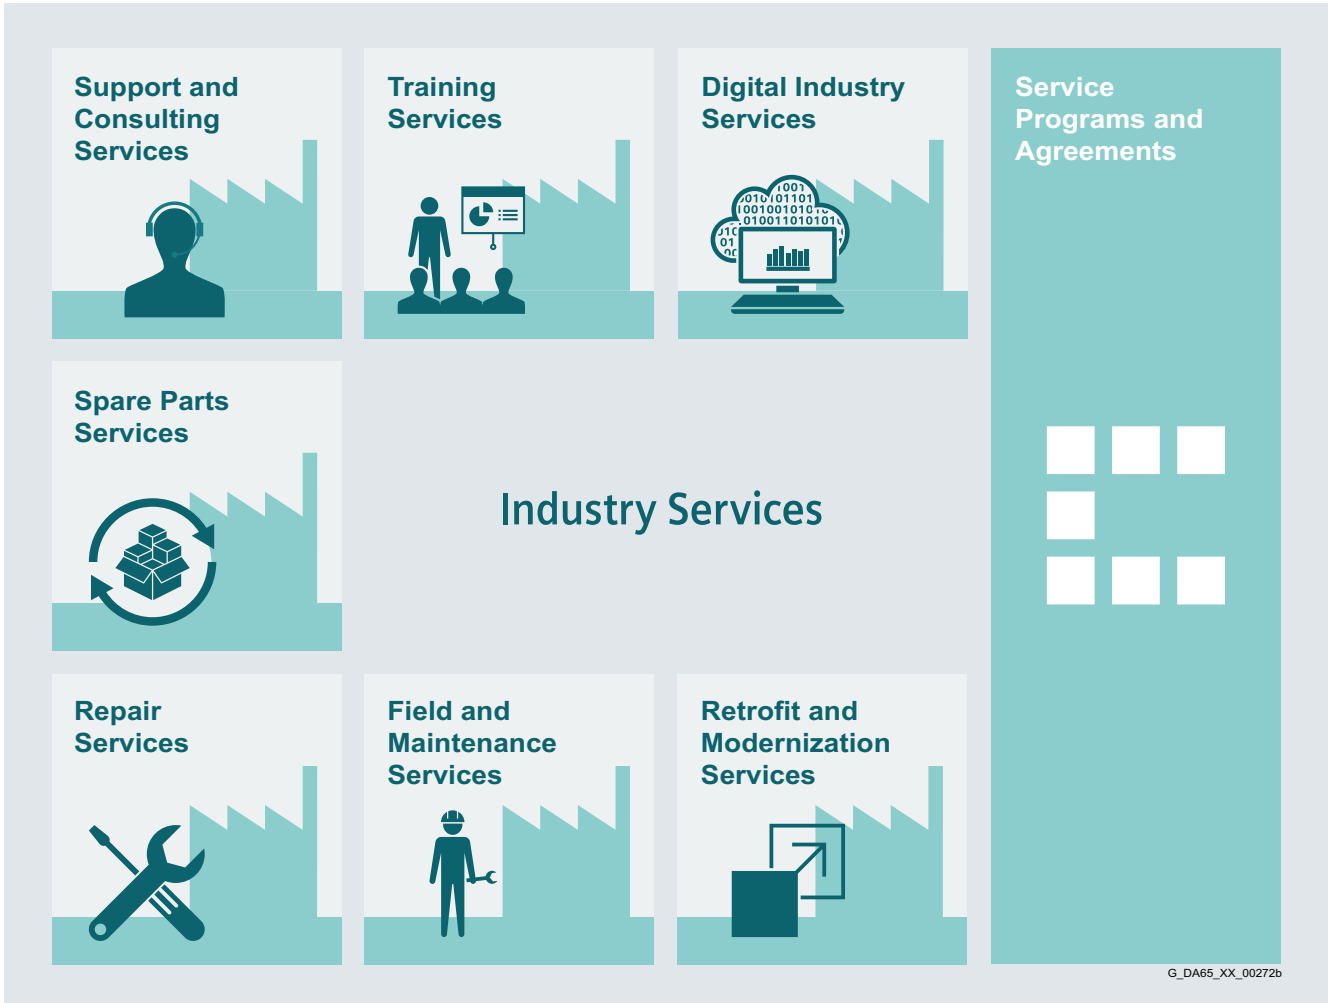 Support and
Consulting
Services
Training
Services
Digital Industry
Services
Service
Programs and
Agreements
Spare Parts
Services
Industry Services
Repair
Services
Field and
Maintenance
Services
Retrofit and
Modernization
Services
G_DA65_XX_00272b